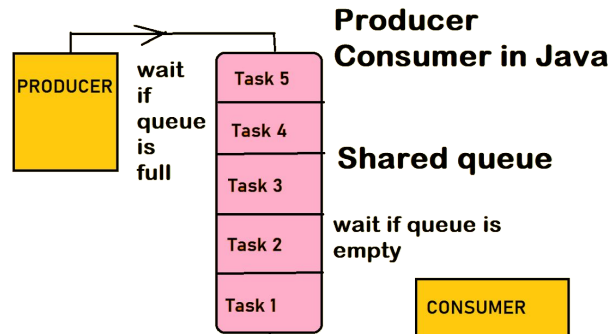 Producer
Consumer in Java
PRODUCER
wait
if
queue
is
full
Task 5
Task 4
Shared queue
Task 3
wait if queue is
empty
Task 2
Task 1
CONSUMER